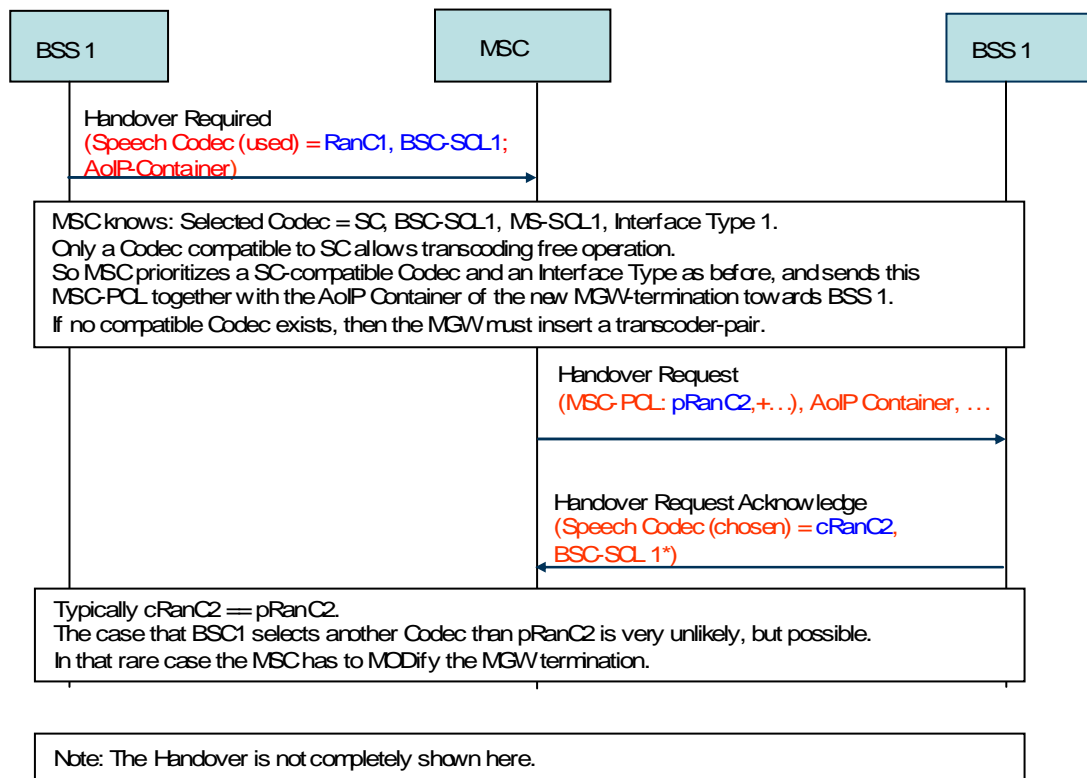 BSS 1
MSC
BSS 1
Handover Required
(Speech Codec (used) = RanC1, BSC-SCL1;
AoIP-Container)
MSC knows: Selected Codec = SC, BSC-SCL1, MS-SCL1, Interface Type 1.
Only a Codec compatible to SC allows transcoding free operation.
So MSC prioritizes a SC-compatible Codec and an Interface Type as before, and sends this
MSC-PCL together with the AoIP Container of the new MGW-termination towards BSS 1.
If no compatible Codec exists, then the MGW must insert a transcoder-pair.
Handover Request
(MSC-PCL: pRanC2,+…), AoIP Container, …
Handover Request Acknowledge
(Speech Codec (chosen) = cRanC2,
BSC-SCL 1*)
Typically cRanC2 == pRanC2.
The case that BSC1 selects another Codec than pRanC2 is very unlikely, but possible.
In that rare case the MSC has to MODify the MGW termination.
Note: The Handover is not completely shown here.